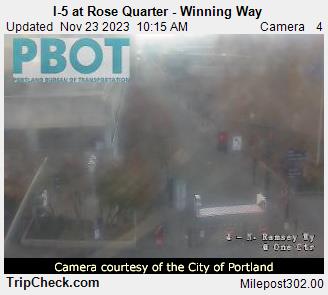 I-5 at Rose Quarter - Winning Way
Updated Nov 23 2023 10:15 AM Camera 4
PBOT
PORTLAND BUREAU OF TRANSPORTATION
4 - N. Ramsey Wy
@ One Ctr
Camera courtesy of the City of Portland
TripCheck.com Milepost302.00